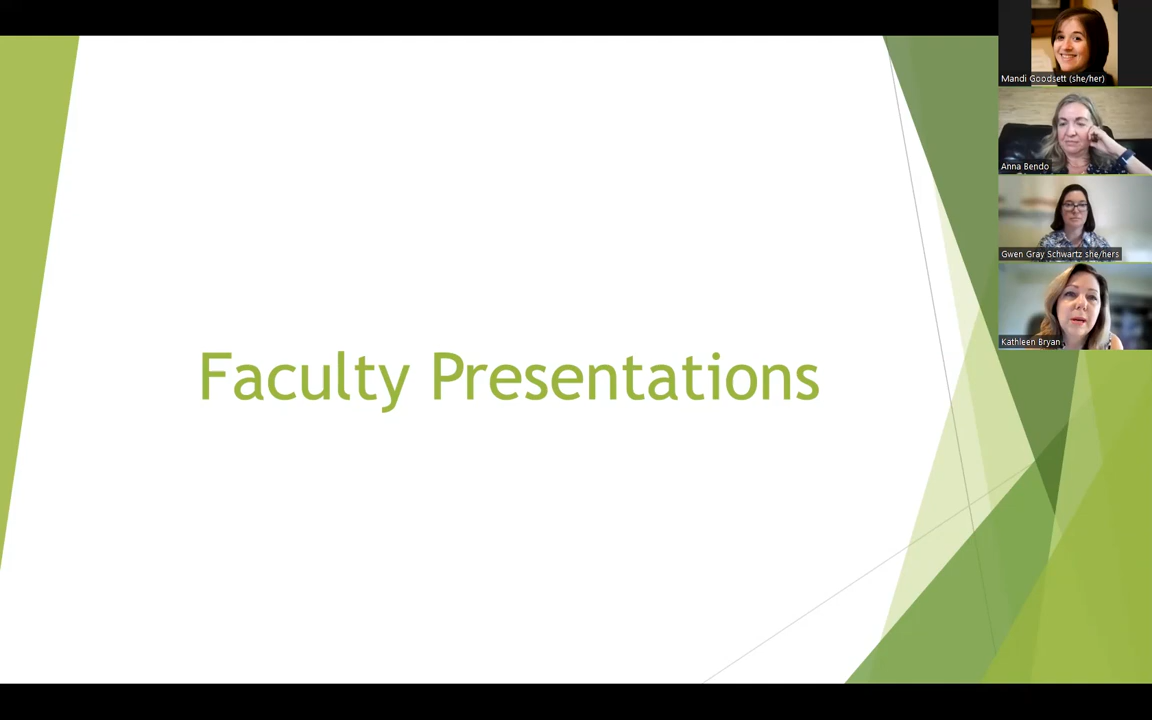 Mandi Goodsett (she/her)
Anna Bendo
Gwen Gray Schwartz she/hers
Kathleen Bryan
Faculty Presentations